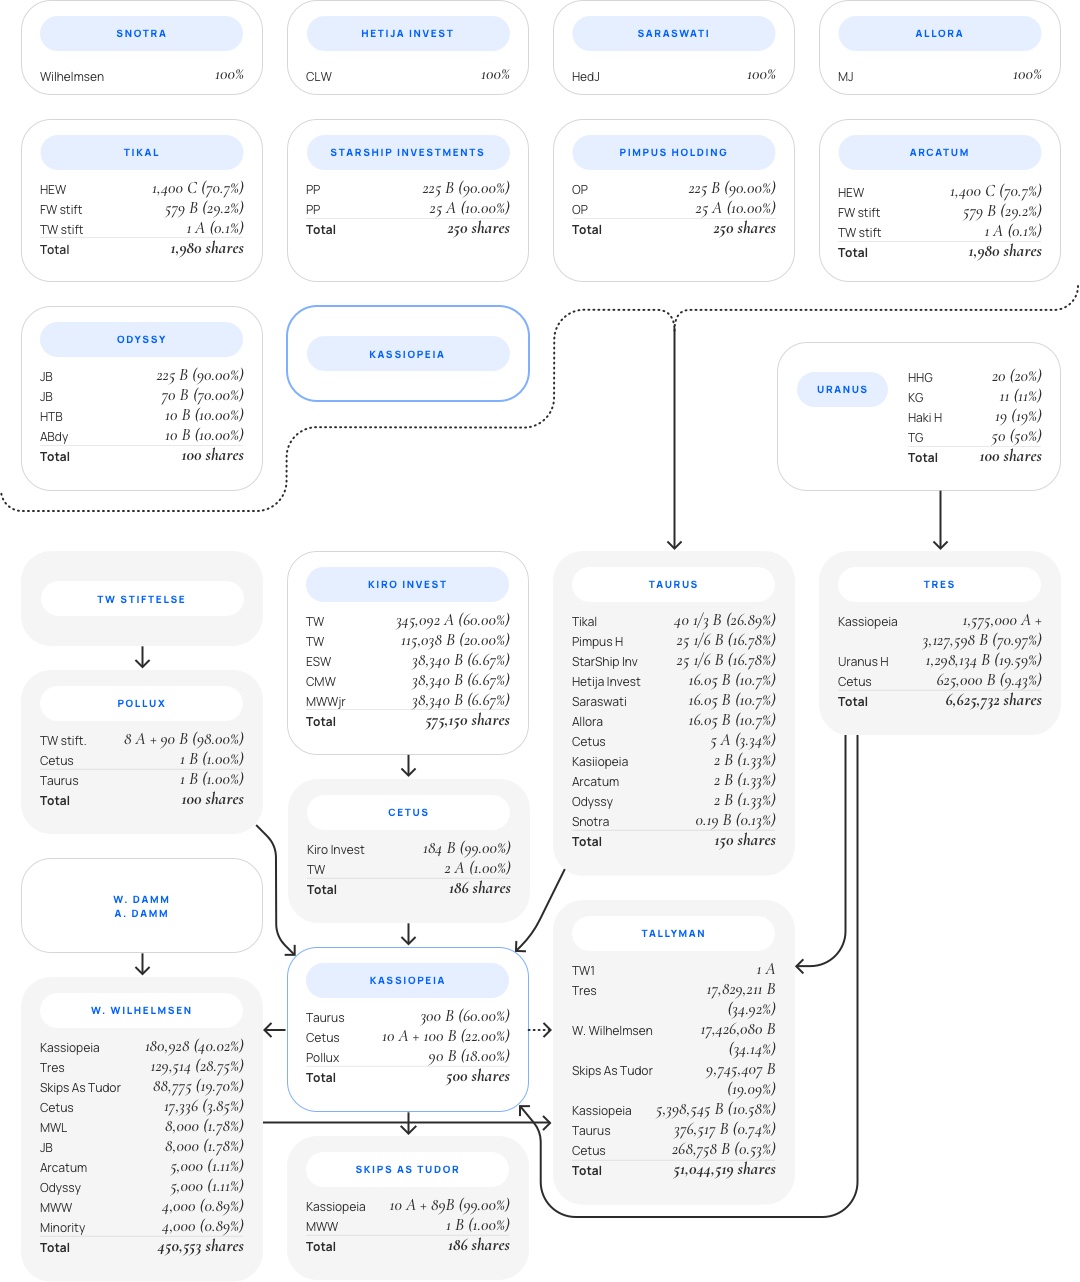 SNOTRA
Wilhelmsen 100%
HETIJA INVEST
CLW 100%
SARASWATI
HedJ 100%
ALLORA
MJ 100%
TIKAL
HEW 1,400 C (70.7%)
FW stift 579 B (29.2%)
TW stift 1 A (0.1%)
Total 1,980 shares
STARSHIP INVESTMENTS
PP 225 B (90.00%)
PP 25 A (10.00%)
Total 250 shares
PIMPUS HOLDING
OP 225 B (90.00%)
OP 25 A (10.00%)
Total 250 shares
ARCATUM
HEW 1,400 C (70.7%)
FW stift 579 B (29.2%)
TW stift 1 A (0.1%)
Total 1,980 shares
ODYSSY
JB 225 B (90.00%)
JB 70 B (70.00%)
HTB 10 B (10.00%)
ABdy 10 B (10.00%)
Total 100 shares
KASSIOPEIA
URANUS
HHG 20 (20%)
KG 11 (11%)
Haki H 19 (19%)
TG 50 (50%)
Total 100 shares
TW STIFTELSE
POLLUX
TW stift. 8 A + 90 B (98.00%)
Cetus 1 B (1.00%)
Taurus 1 B (1.00%)
Total 100 shares
KIRO INVEST
TW 345,092 A (60.00%)
TW 115,038 B (20.00%)
ESW 38,340 B (6.67%)
CMW 38,340 B (6.67%)
MWWjr 38,340 B (6.67%)
Total 575,150 shares
CETUS
Kiro Invest 184 B (99.00%)
TW 2 A (1.00%)
Total 186 shares
TAURUS
Tikal 40 1/3 B (26.89%)
Pimpus H 25 1/6 B (16.78%)
StarShip Inv 25 1/6 B (16.78%)
Hetija Invest 16.05 B (10.7%)
Saraswati 16.05 B (10.7%)
Allora 16.05 B (10.7%)
Cetus 5 A (3.34%)
Kasiiopeia 2 B (1.33%)
Arcatum 2 B (1.33%)
Odyssy 2 B (1.33%)
Snotra 0.19 B (0.13%)
Total 150 shares
TRES
Kassiopeia 1,575,000 A +
3,127,598 B (70.97%)
Uranus H 1,298,134 B (19.59%)
Cetus 625,000 B (9.43%)
Total 6,625,732 shares
W. DAMM
A. DAMM
W. WILHELMSEN
Kassiopeia 180,928 (40.02%)
Tres 129,514 (28.75%)
Skips As Tudor 88,775 (19.70%)
Cetus 17,336 (3.85%)
MWL 8,000 (1.78%)
JB 8,000 (1.78%)
Arcatum 5,000 (1.11%)
Odyssy 5,000 (1.11%)
MWW 4,000 (0.89%)
Minority 4,000 (0.89%)
Total 450,553 shares
KASSIOPEIA
Taurus 300 B (60.00%)
Cetus 10 A + 100 B (22.00%)
Pollux 90 B (18.00%)
Total 500 shares
SKIPS AS TUDOR
Kassiopeia 10 A + 89B (99.00%)
MWW 1 B (1.00%)
Total 186 shares
TALLYMAN
TW1 1 A
Tres 17,829,211 B
(34.92%)
W. Wilhelmsen 17,426,080 B
(34.14%)
Skips As Tudor 9,745,407 B
(19.09%)
Kassiopeia 5,398,545 B (10.58%)
Taurus 376,517 B (0.74%)
Cetus 268,758 B (0.53%)
Total 51,044,519 shares